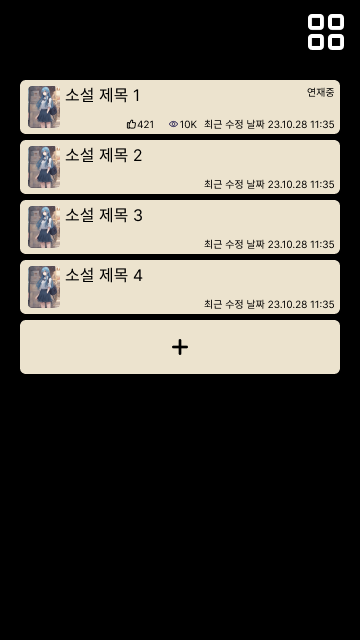 소설 제목 1
연재중
421 10K 최근 수정 날짜 23.10.28 11:35
소설 제목 2
최근 수정 날짜 23.10.28 11:35
소설 제목 3
최근 수정 날짜 23.10.28 11:35
소설 제목 4
최근 수정 날짜 23.10.28 11:35
+